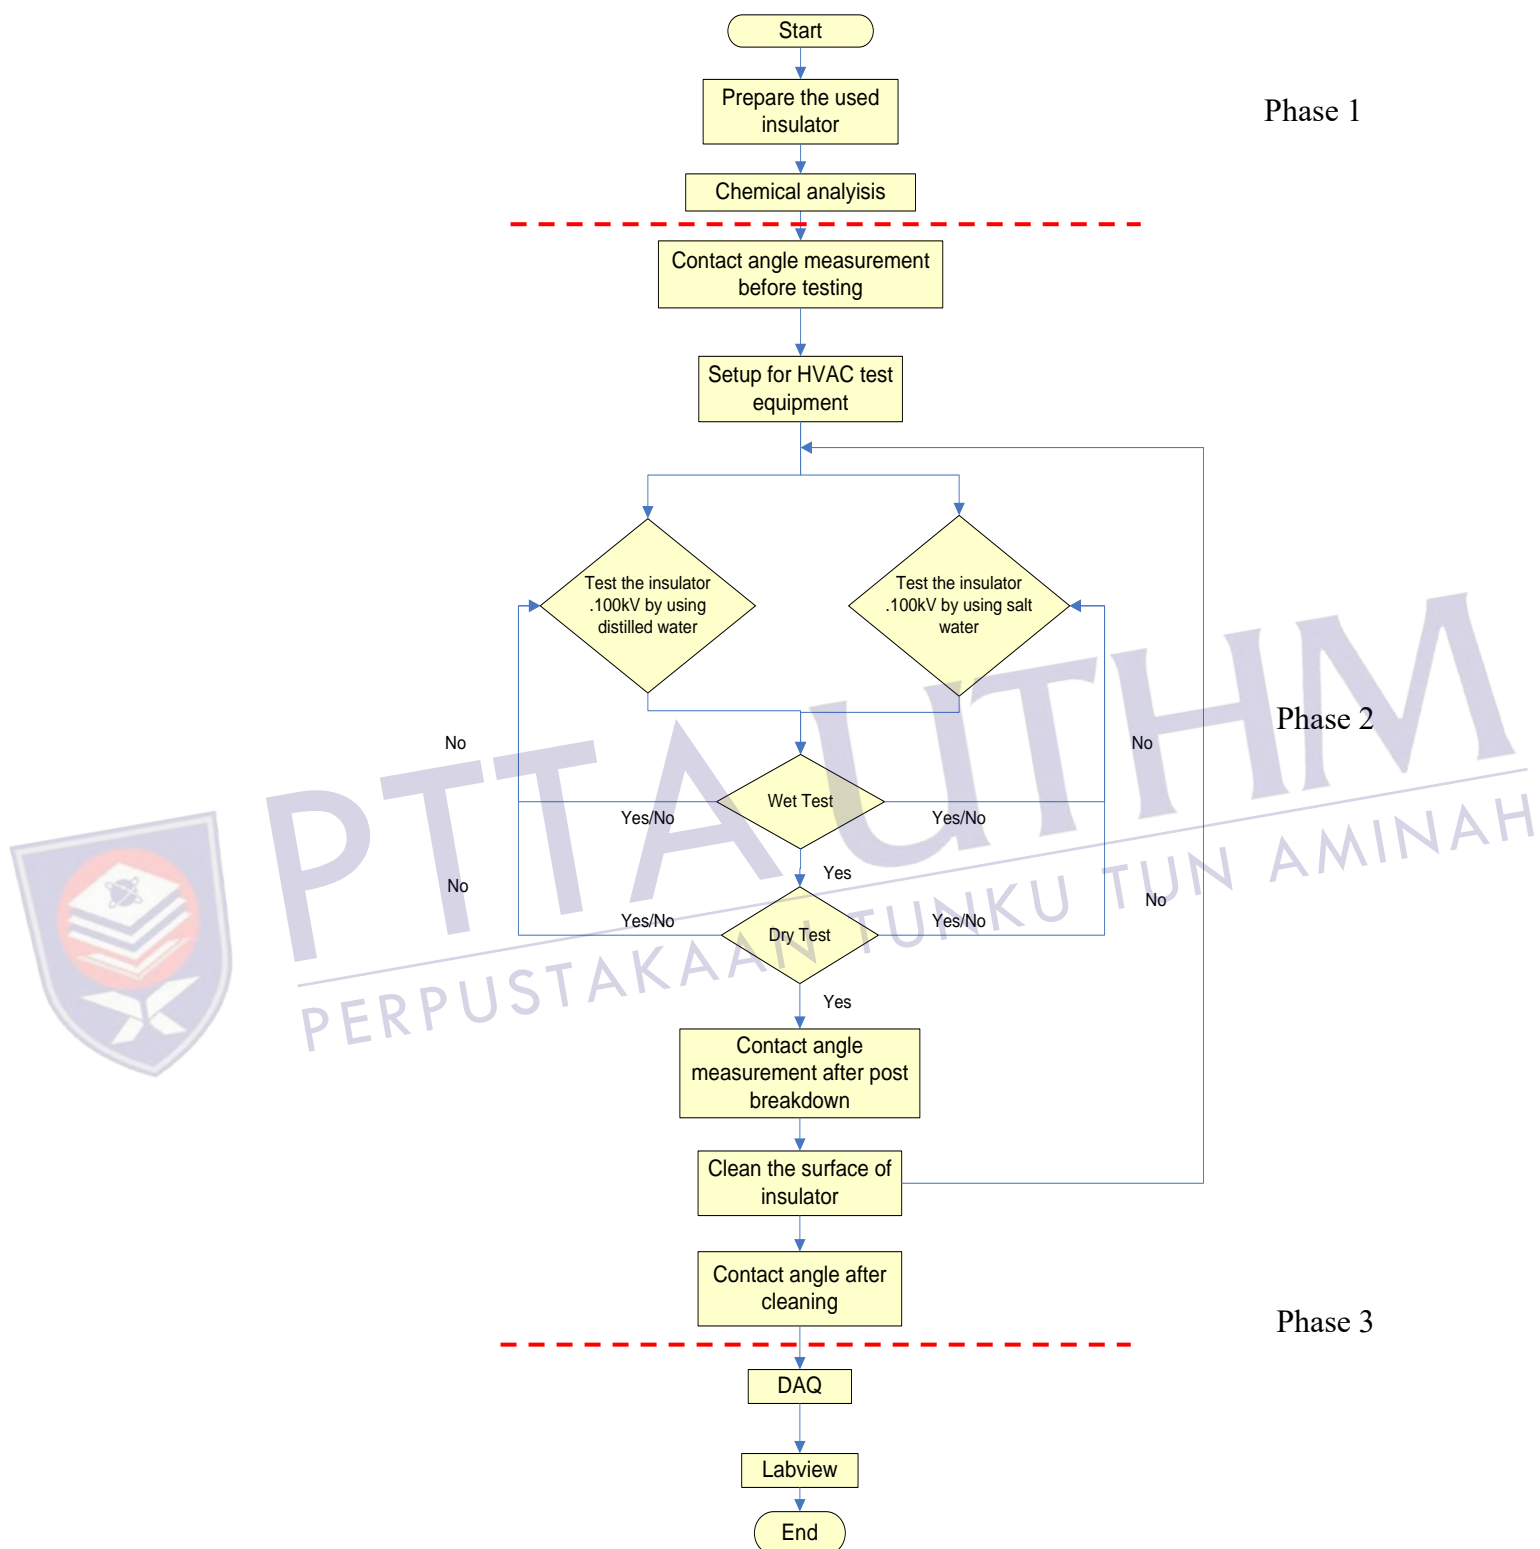 Start
Prepare the used
insulator
Phase 1
Chemical analyisis
Contact angle measurement
before testing
Setup for HVAC test
equipment
Test the insulator
.100kV by using
distilled water
Test the insulator
.100kV by using salt
water
Phase 2
No
No
Wet Test
Yes/No
Yes/No
Yes
No
No
Yes/No
Yes/No
Dry Test
Yes
PTTA UTHM
PERPUSTAKAAN TUNKU TUN AMINAH
Contact angle
measurement after post
breakdown
Clean the surface of
insulator
Contact angle after
cleaning
Phase 3
DAQ
Labview
End